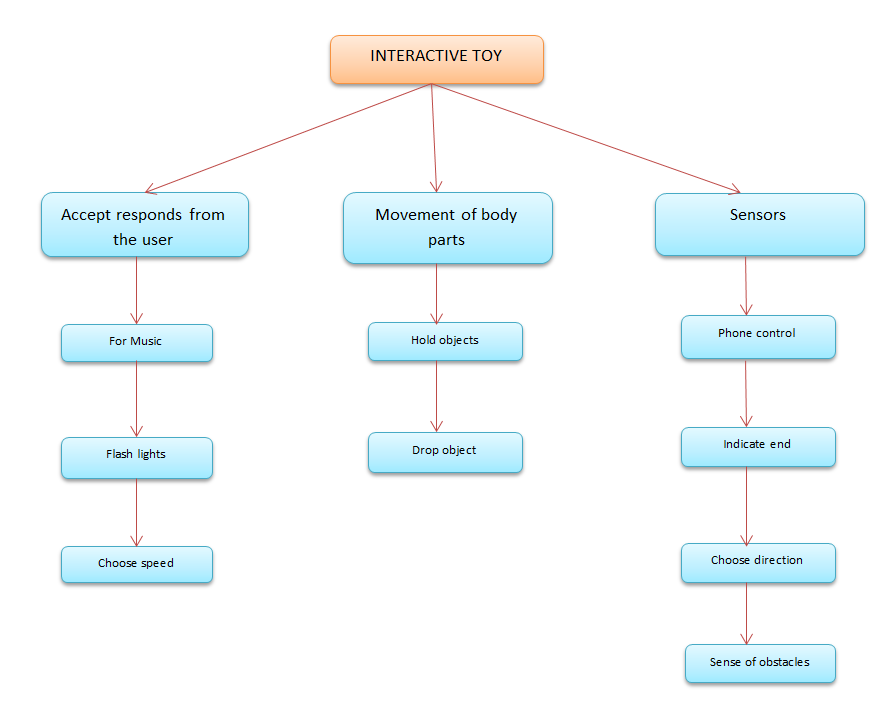 INTERACTIVE TOY
Accept responds from
the user
Movement of body
parts
Sensors
For Music
Hold objects
Phone control
Flash lights
Drop object
Indicate end
Choose speed
Choose direction
Sense of obstacles